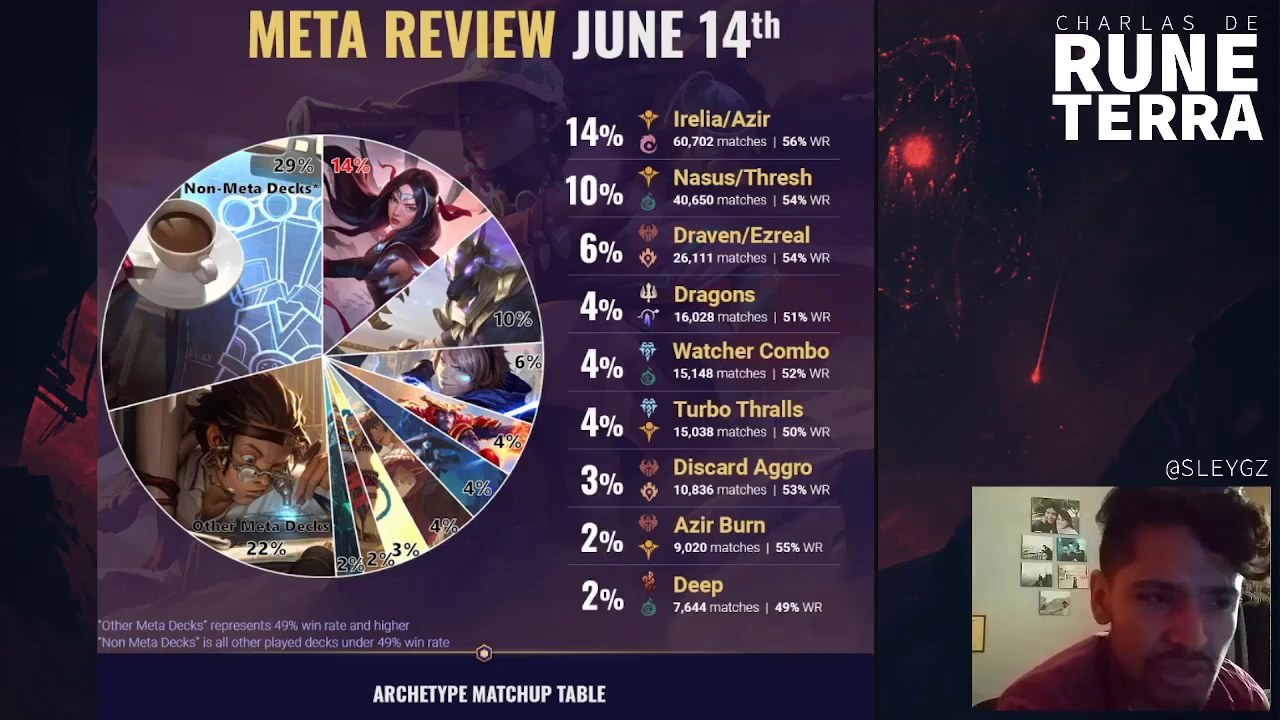 META REVIEW JUNE 14th
CHARLAS DE
RUNE
TERRA
29%
Non-Meta Decks*
14%
10%
6%
4%
4%
4%
3%
2%
2%
Other Meta Decks
22%
14%
Irelia/Azir
60,702 matches | 56% WR
10%
Nasus/Thresh
40,650 matches | 54% WR
6%
Draven/Ezreal
26,111 matches | 54% WR
4%
Dragons
16,028 matches | 51% WR
4%
Watcher Combo
15,148 matches | 52% WR
4%
Turbo Thralls
15,038 matches | 50% WR
3%
Discard Aggro
10,836 matches | 53% WR
2%
Azir Burn
9,020 matches | 55% WR
2%
Deep
7,644 matches | 49% WR
"Other Meta Decks" represents 49% win rate and higher
"Non Meta Decks" is all other played decks under 49% win rate
ARCHETYPE MATCHUP TABLE
@SLEYGZ